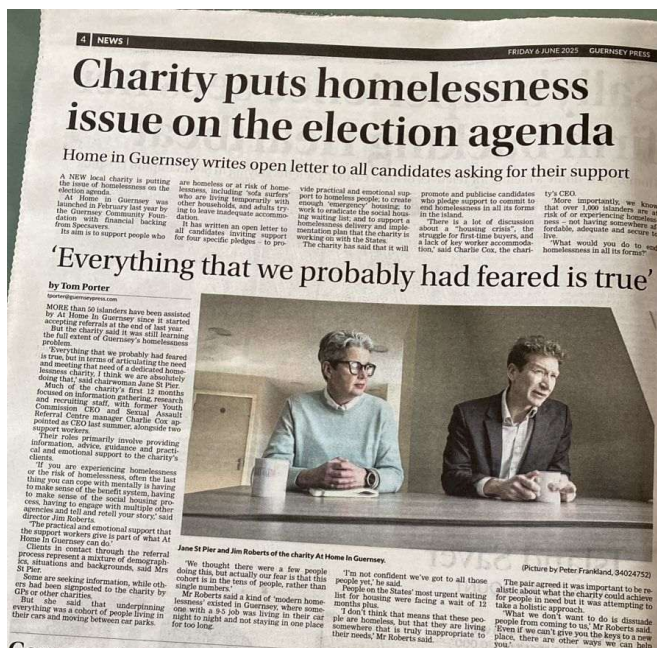 4 NEWS
FRIDAY 6 JUNE 2025 GUERNSEY PRESS
Charity puts homelessness
issue on the election agenda
Home in Guernsey writes open letter to all candidates asking for their support
A NEW local charity is putting
the issue of homelessness on the
election agenda.
At Home in Guernsey was
launched in February last year by
the Guernsey Community Foun-
dation with financial backing
from Specsavers.
Its aim is to support people who
are homeless or at risk of home-
lessness, including 'sofa surfers'
who are living temporarily with
other households, and adults try-
ing to leave inadequate accommo-
dation.
It has written an open letter to
all candidates inviting support
for four specific pledges - to pro-
vide practical and emotional sup-
port to homeless people; to create
enough 'emergency' housing; to
work to eradicate the social hous-
ing waiting list; and to support a
homelessness delivery and imple-
mentation plan that the charity is
working on with the States.
The charity has said that it will
promote and publicise candidates
who pledge support to commit to
end homelessness in all its forms
in the island.
'There is a lot of discussion
about a "housing crisis", the
struggle for first-time buyers, and
a lack of key worker accommoda-
tion,' said Charlie Cox, the chari-
ty's CEO.
'More importantly, we know
that over 1,000 islanders are at
risk of or experiencing homeless-
ness – not having somewhere af-
fordable, adequate and secure to
live.
'What would you do to end
homelessness in all its forms?'
'Everything that we probably had feared is true'
by Tom Porter
tporter@guernseypress.com
MORE than 50 islanders have been assisted
by At Home In Guernsey since it started
accepting referrals at the end of last year.
But the charity said it was still learning
the full extent of Guernsey's homelessness
problem.
'Everything that we probably had feared
is true, but in terms of articulating the need
and meeting that need of a dedicated home-
lessness charity, I think we are absolutely
doing that,' said chairwoman Jane St Pier.
Much of the charity's first 12 months
focused on information gathering, research
and recruiting staff, with former Youth
Commission CEO and Sexual Assault
Referral Centre manager Charlie Cox ap-
pointed as CEO last summer, alongside two
support workers.
Their roles primarily involve providing
information, advice, guidance and practi-
cal and emotional support to the charity's
clients.
'If you are experiencing homelessness
or the risk of homelessness, often the last
thing you can cope with mentally is having
to make sense of the benefit system, having
to make sense of the social housing pro-
cess, having to engage with multiple other
agencies and tell and retell your story,' said
director Jim Roberts.
'The practical and emotional support that
the support workers give is part of what At
Home In Guernsey can do.'
Clients in contact through the referral
process represent a mixture of demograph-
ics, situations and backgrounds, said Mrs
St Pier.
Some are seeking information, while oth-
ers had been signposted to the charity by
GPs or other charities.
But she said that underpinning
everything was a cohort of people living in
their cars and moving between car parks.
Jane St Pier and Jim Roberts of the charity At Home In Guernsey.
(Picture by Peter Frankland, 34024752)
'We thought there were a few people
doing this, but actually our fear is that this
cohort is in the tens of people, rather than
single numbers.'
Mr Roberts said a kind of 'modern home-
lessness' existed in Guernsey, where some
one with a 9-5 job was living in their car
night to night and not staying in one place
for too long.
'I'm not confident we've got to all those
people yet,' he said.
People on the States' most urgent waiting
list for housing were facing a wait of 12
months plus.
'I don't think that means that these peo-
ple are homeless, but that they are living
somewhere that is truly inappropriate to
their needs,' Mr Roberts said.
The pair agreed it was important to be re-
alistic about what the charity could achieve
for people in need but it was attempting to
take a holistic approach.
'What we don't want to do is dissuade
people from coming to us,' Mr Roberts said.
'Even if we can't give you the keys to a new
place, there are other ways we can help
you.'